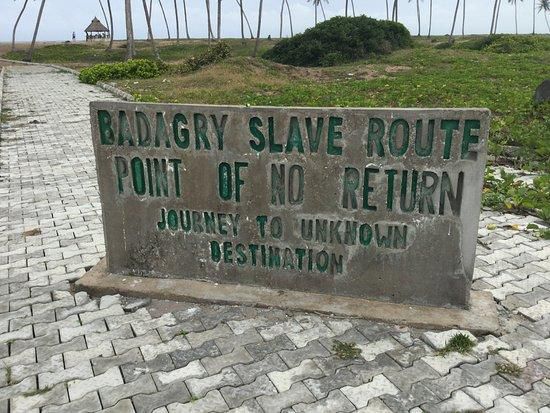 BADAGRY SLAVE ROUTE
POINT OF NO RETURN
JOURNEY TO UNKNOWN
DESTINATION